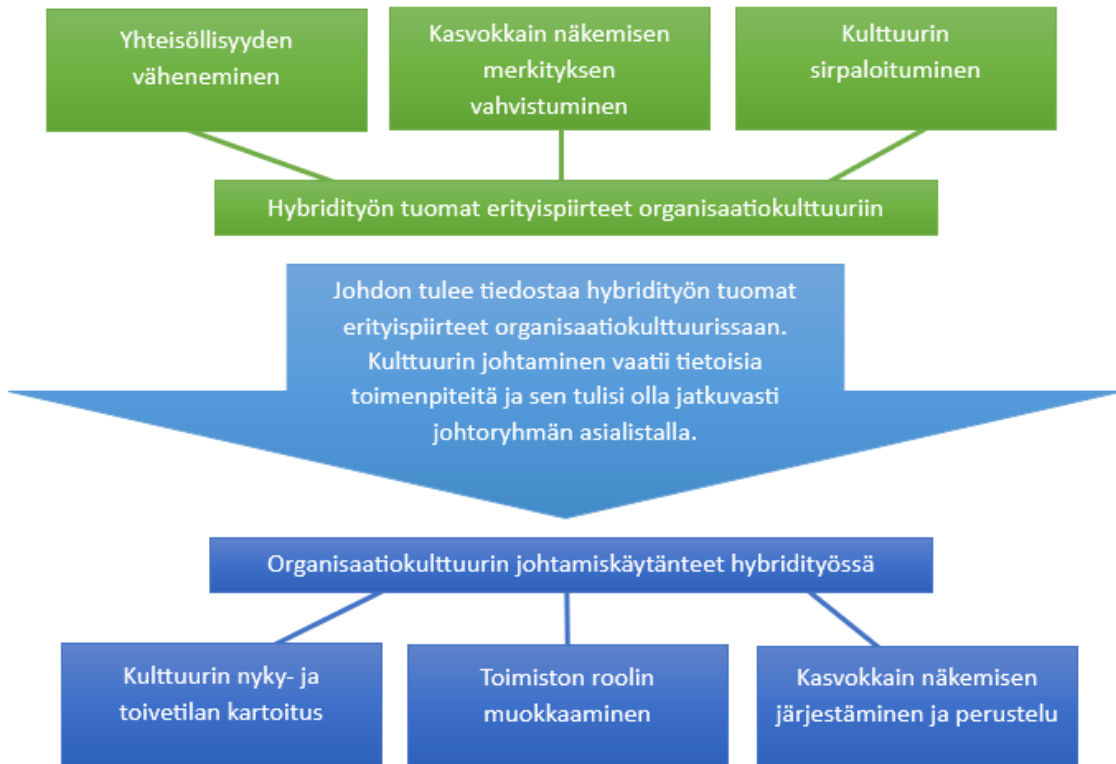 Yhteisöllisyyden
väheneminen
Kasvokkain näkemisen
merkityksen
vahvistuminen
Kulttuurin
sirpaloituminen
Hybridityön tuomat erityispiirteet organisaatiokulttuuriin
Johdon tulee tiedostaa hybridityön tuomat
erityispiirteet organisaatiokulttuurissaan.
Kulttuurin johtaminen vaatii tietoisia
toimenpiteitä ja sen tulisi olla jatkuvasti
johtoryhmän asialistalla.
Organisaatiokulttuurin johtamiskäytänteet hybridityössä
Kulttuurin nyky- ja
toivetilan kartoitus
Toimiston roolin
muokkaaminen
Kasvokkain näkemisen
järjestäminen ja perustelu